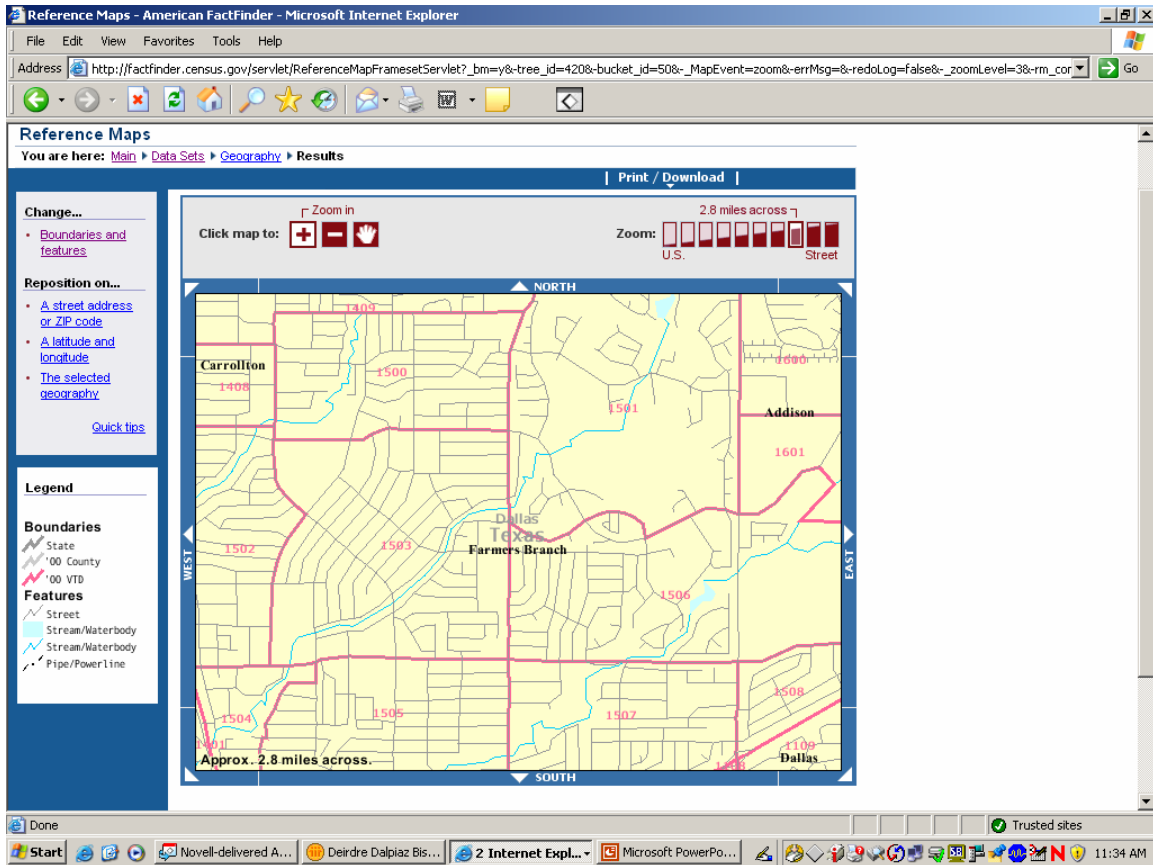 Reference Maps - American FactFinder - Microsoft Internet Explorer
File Edit View Favorites Tools Help
Address http://factfinder.census.gov/servlet/ReferenceMapFramesetServlet?_bm=y&-tree_id=420&-bucket_id=50&-_MapEvent=zoom&-errMsg=&-redoLog=false&-_zoomLevel=3&-rm_cor Go
Reference Maps
You are here: Main Data Sets Geography Results
| Print / Download |
Change...
Boundaries and
features
Reposition on...
A street address
or ZIP code
A latitude and
longitude
The selected
geography
Quick tips
Zoom in
Click map to:
2.8 miles across
Zoom:
U.S. Street
NORTH
1409
Carrollton
1408
1500
1600
1501
Addison
1601
Dallas
Texas
Farmers Branch
1502
1503
WEST
EAST
1506
1504
1505
1507
1508
1109
Dallas
Approx. 2.8 miles across.
SOUTH
Legend
Boundaries
State
'00 County
'00 VTD
Features
Street
Stream/Waterbody
Stream/Waterbody
Pipe/Powerline
Done Trusted sites
Start Novell-delivered A... Deirdre Dalpiaz Bis... 2 Internet Expl... Microsoft PowerPo... 11:34 AM